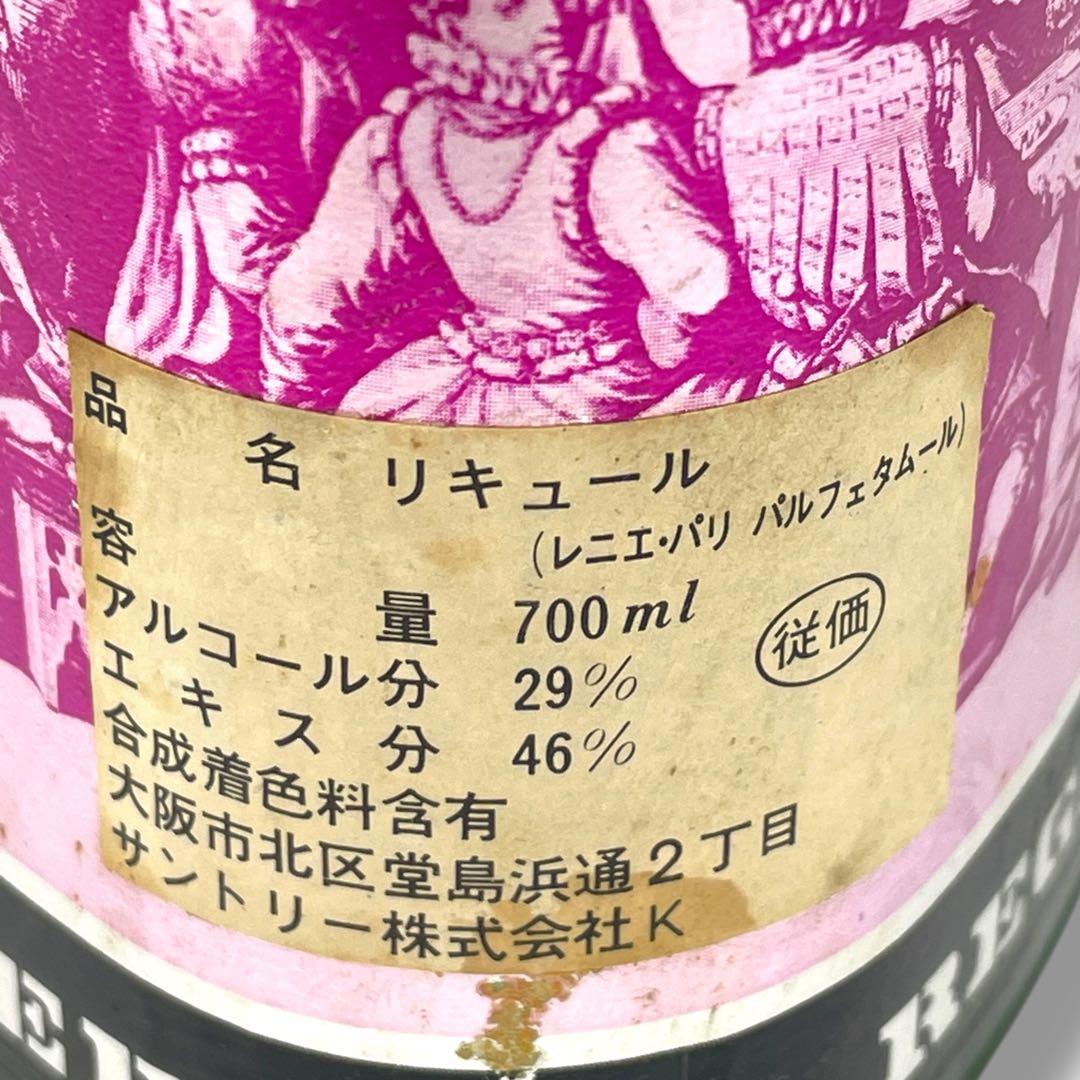 品名 リキュール
(レニエ・パリ パルフェタムール)
容量 700ml
アルコール分 29%
従価
エキス分 46%
合成着色料含有
大阪市北区堂島浜通2丁目
サントリー株式会社K